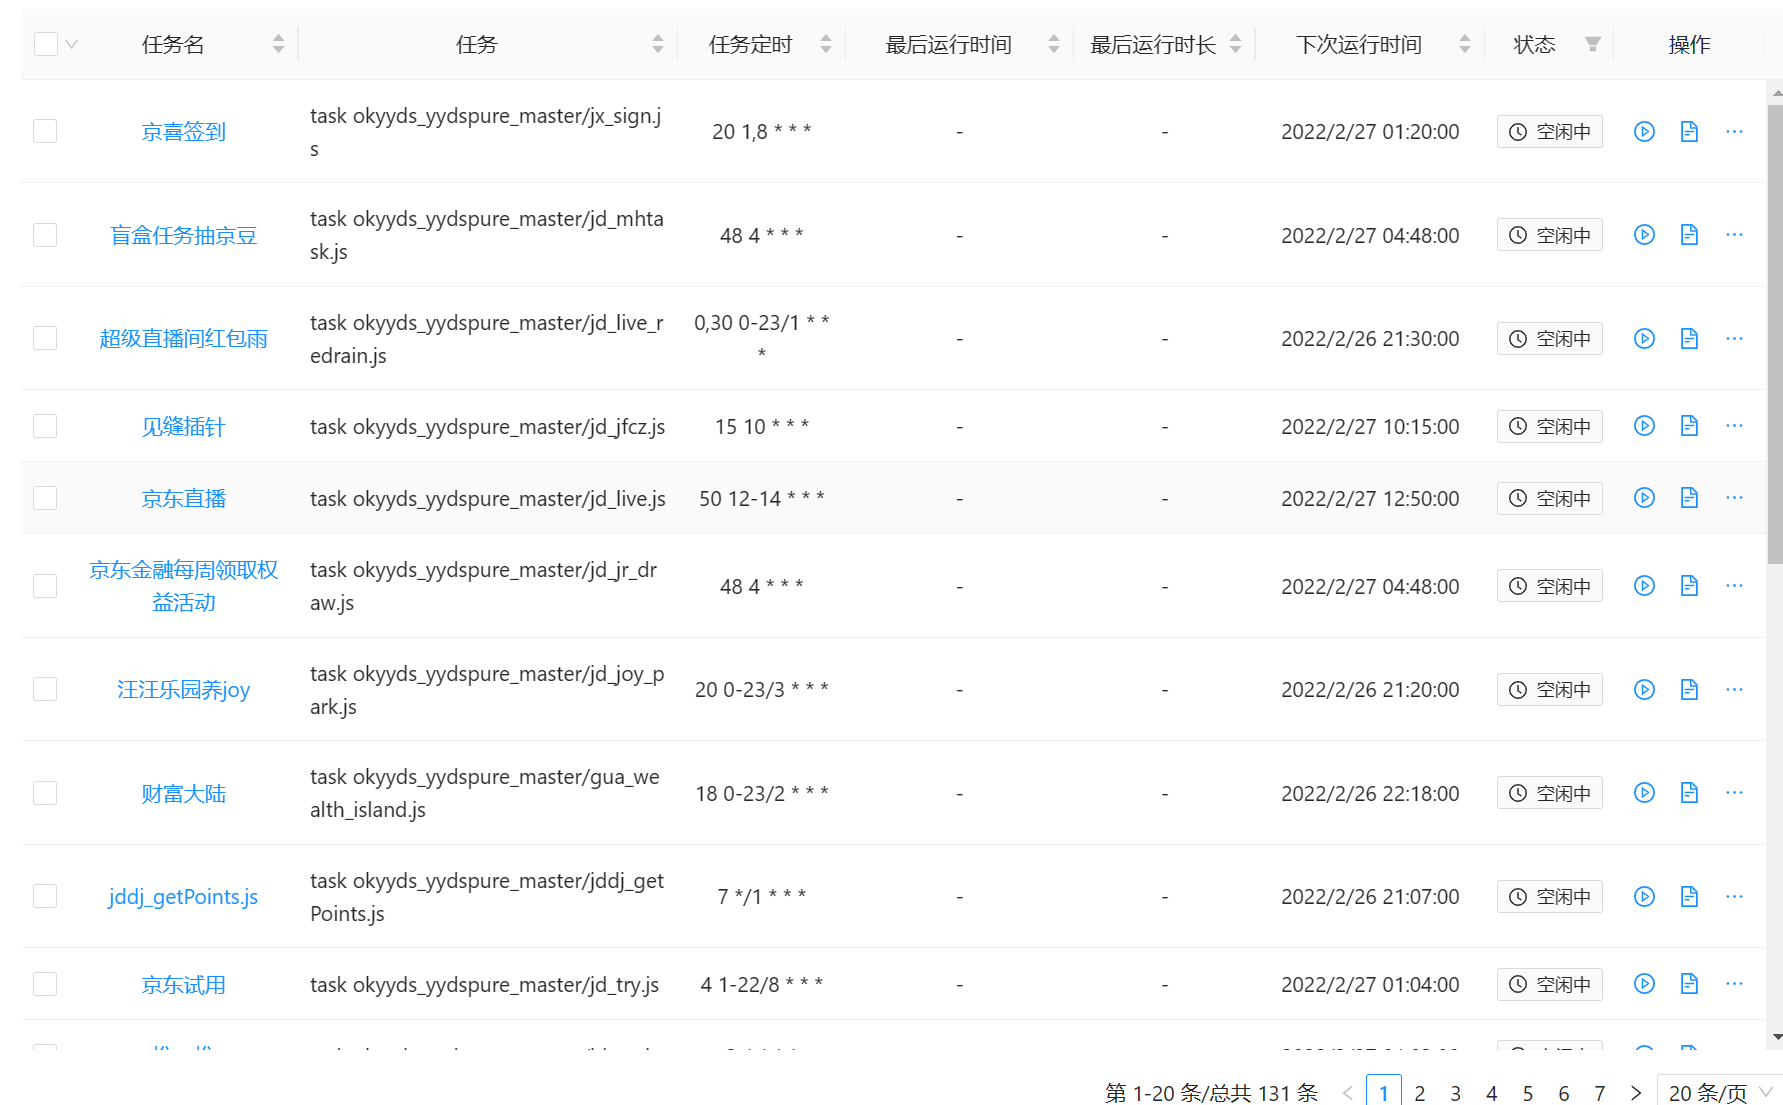 任务名 任务 任务定时 最后运行时间 最后运行时长 下次运行时间 状态 操作
京喜签到 task okyyds_yydspure_master/jx_sign.j 20 1,8 * * * - - 2022/2/27 01:20:00 空闲中
s
盲盒任务抽京豆 task okyyds_yydspure_master/jd_mhta 48 4 * * * - - 2022/2/27 04:48:00 空闲中
sk.js
超级直播间红包雨 task okyyds_yydspure_master/jd_live_r 0,30 0-23/1 * * - - 2022/2/26 21:30:00 空闲中
edrain.js *
见缝插针 task okyyds_yydspure_master/jd_jfcz.js 15 10 * * * - - 2022/2/27 10:15:00 空闲中
京东直播 task okyyds_yydspure_master/jd_live.js 50 12-14 * * * - - 2022/2/27 12:50:00 空闲中
京东金融每周领取权 task okyyds_yydspure_master/jd_jr_dr 48 4 * * * - - 2022/2/27 04:48:00 空闲中
益活动 aw.js
汪汪乐园养joy task okyyds_yydspure_master/jd_joy_p 20 0-23/3 * * * - - 2022/2/26 21:20:00 空闲中
ark.js
财富大陆 task okyyds_yydspure_master/gua_we 18 0-23/2 * * * - - 2022/2/26 22:18:00 空闲中
alth_island.js
jddj_getPoints.js task okyyds_yydspure_master/jddj_get 7 */1 * * * - - 2022/2/26 21:07:00 空闲中
Points.js
京东试用 task okyyds_yydspure_master/jd_try.js 4 1-22/8 * * * - - 2022/2/27 01:04:00 空闲中
第 1-20 条/总共 131 条 < 1 2 3 4 5 6 7 > 20 条/页